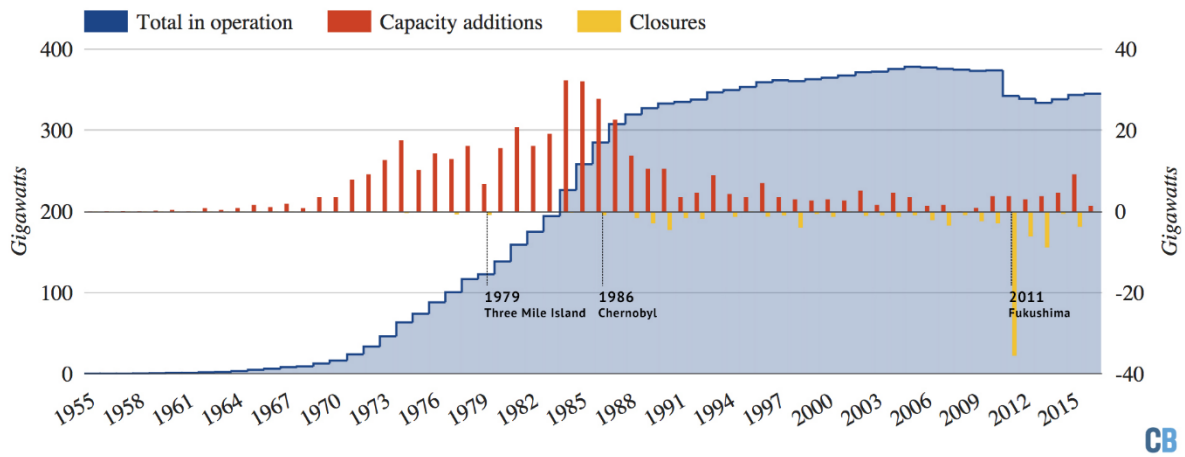 Total in operation Capacity additions Closures
400 40
300 20
200 0
100 -20
0 -40
Gigawatts
Gigawatts
1979
Three Mile Island
1986
Chernobyl
2011
Fukushima
1955 1958 1961 1964 1967 1970 1973 1976 1979 1982 1985 1988 1991 1994 1997 2000 2003 2006 2009 2012 2015
CB